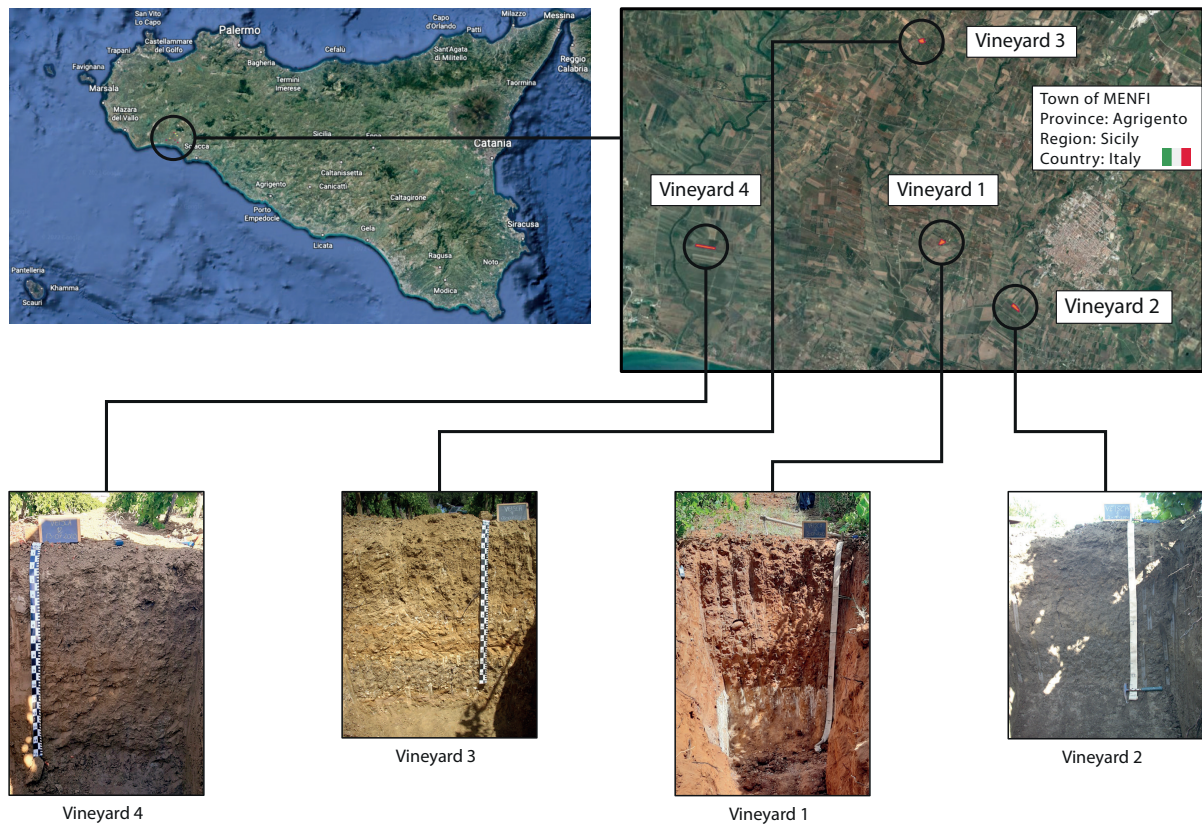 San Vito
Lo Capo
Castellammare
del Golfo
Trapani
Favignana
Marsala
Mazara
del Vallo
Palermo
Bagheria
Cefalù
Termini
Imerese
Capo
d'Orlando
Patti
Milazzo
Messina
Sant'Agata
di Militello
Reggio
Calabria
Taormina
Sicilia
Enna
Catania
Sciacca
Caltanissetta
Agrigento
Canicattì
Caltagirone
Porto
Empedocle
Licata
Gela
Siracusa
Ragusa
Noto
Modica
Pantelleria
Khamma
Scauri
Vineyard 3
Town of MENFI
Province: Agrigento
Region: Sicily
Country: Italy
Vineyard 4
Vineyard 1
Vineyard 2
Vineyard 4
Vineyard 3
Vineyard 1
Vineyard 2